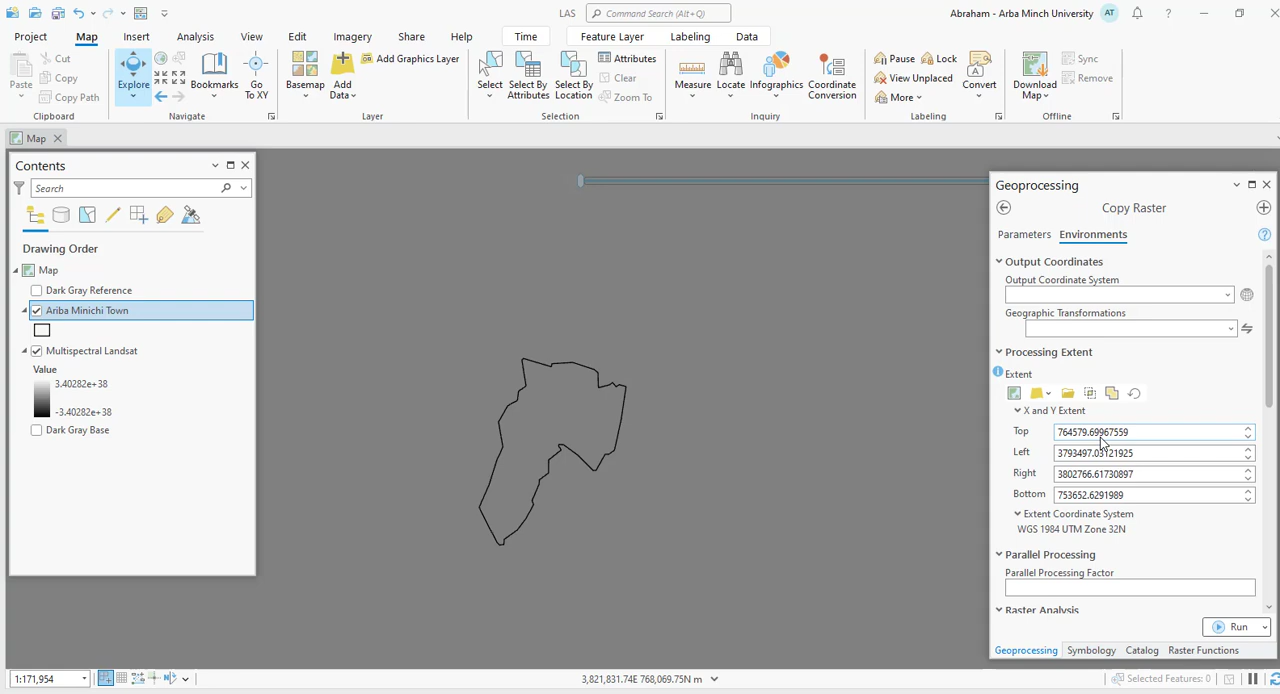 LAS
Command Search (Alt+Q)
Abraham - Arba Minch University
AT
?
Project
Map
Insert
Analysis
View
Edit
Imagery
Share
Help
Time
Feature Layer
Labeling
Data
Paste
Cut
Copy
Copy Path
Clipboard
Explore
Bookmarks
Go To XY
Navigate
Basemap
Add Data
Add Graphics Layer
Layer
Select
Select By Attributes
Select By Location
Attributes
Clear
Zoom To
Selection
Measure
Locate
Infographics
Coordinate Conversion
Inquiry
Pause
Lock
View Unplaced
More
Convert
Labeling
Download Map
Sync
Remove
Offline
Map
Contents
Search
Drawing Order
Map
Dark Gray Reference
Ariba Minichi Town
Multispectral Landsat
Value
3.40282e+38
-3.40282e+38
Dark Gray Base
Geoprocessing
Copy Raster
Parameters
Environments
?
Output Coordinates
Output Coordinate System
Geographic Transformations
Processing Extent
Extent
X and Y Extent
Top
764579.69967559
Left
3793497.03121925
Right
3802766.61730897
Bottom
753652.6291989
Extent Coordinate System
WGS 1984 UTM Zone 32N
Parallel Processing
Parallel Processing Factor
Raster Analysis
Run
Geoprocessing
Symbology
Catalog
Raster Functions
1:171,954
3,821,831.74E 768,069.75N m
Selected Features: 0